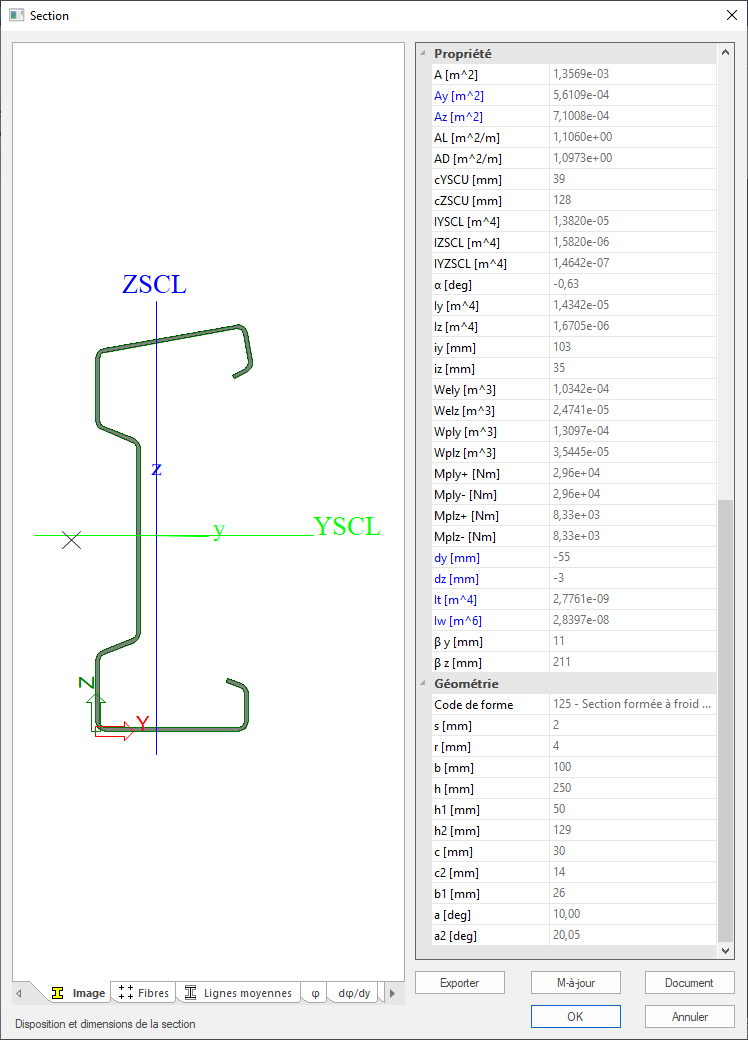 Section
ZSCL
z
y
YSCL
Z
Y
Propriété
A [m^2] 1,3569e-03
Ay [m^2] 5,6109e-04
Az [m^2] 7,1008e-04
AL [m^2/m] 1,1060e+00
AD [m^2/m] 1,0973e+00
cYSCU [mm] 39
cZSCU [mm] 128
IYSCL [m^4] 1,3820e-05
IZSCL [m^4] 1,5820e-06
IYZSCL [m^4] 1,4642e-07
α [deg] -0,63
Iy [m^4] 1,4342e-05
Iz [m^4] 1,6705e-06
iy [mm] 103
iz [mm] 35
Wely [m^3] 1,0342e-04
Welz [m^3] 2,4741e-05
Wply [m^3] 1,3097e-04
Wplz [m^3] 3,5445e-05
Mply+ [Nm] 2,96e+04
Mply- [Nm] 2,96e+04
Mplz+ [Nm] 8,33e+03
Mplz- [Nm] 8,33e+03
dy [mm] -55
dz [mm] -3
It [m^4] 2,7761e-09
Iw [m^6] 2,8397e-08
β y [mm] 11
β z [mm] 211
Géométrie
Code de forme 125 - Section formée à froid ...
s [mm] 2
r [mm] 4
b [mm] 100
h [mm] 250
h1 [mm] 50
h2 [mm] 129
c [mm] 30
c2 [mm] 14
b1 [mm] 26
a [deg] 10,00
a2 [deg] 20,05
Image Fibres Lignes moyennes φ dφ/dy
Exporter M-à-jour Document
Disposition et dimensions de la section
OK Annuler